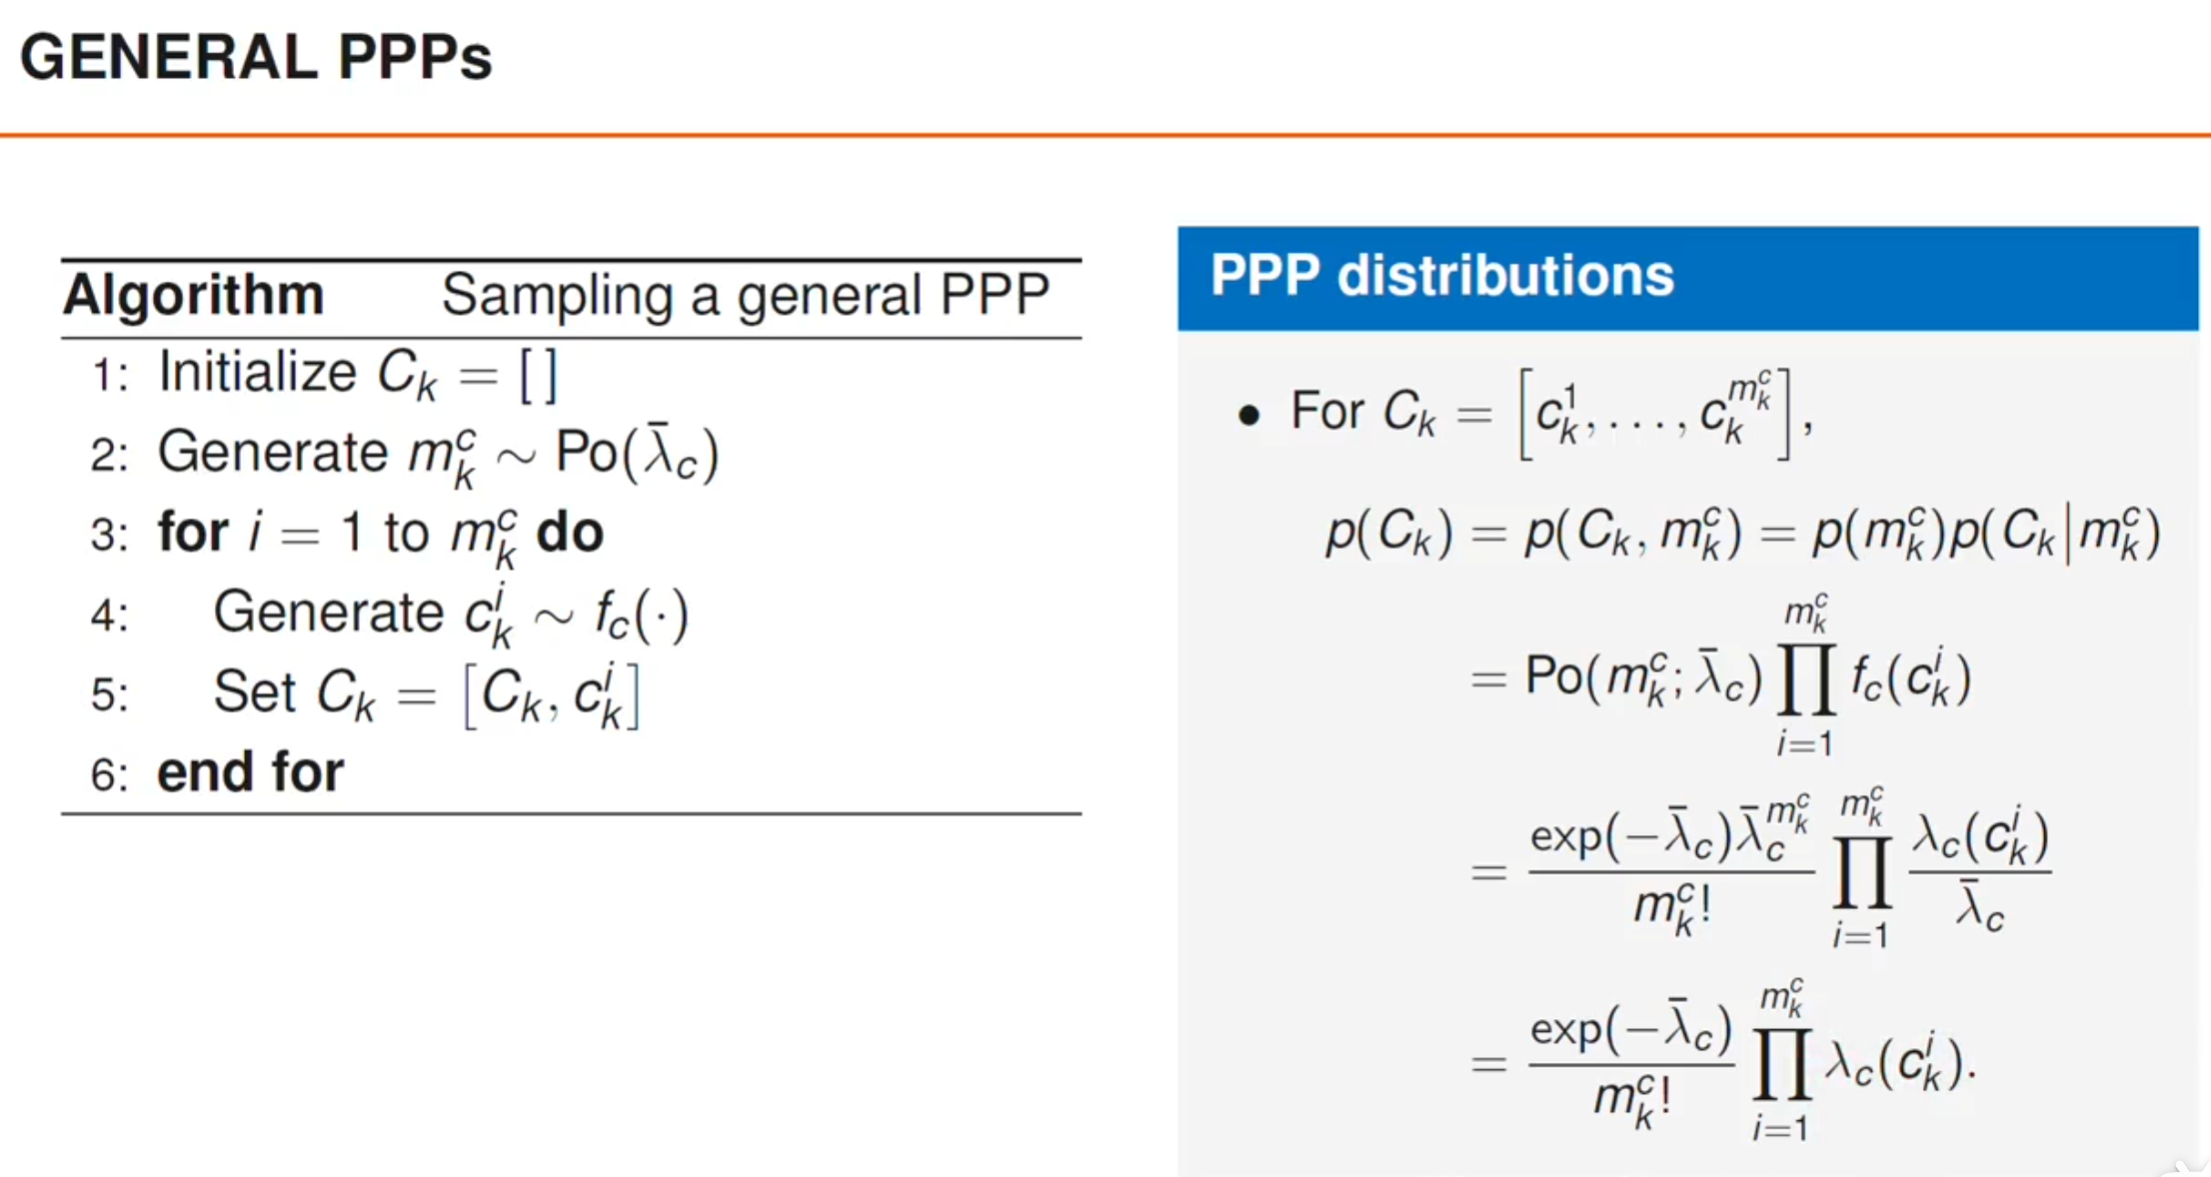 GENERAL PPPs
Algorithm Sampling a general PPP
1: Initialize $C_k = [\,]$
2: Generate $m_k^c \sim \text{Po}(\bar{\lambda}_c)$
3: for $i = 1$ to $m_k^c$ do
4: Generate $c_k^i \sim f_c(\cdot)$
5: Set $C_k = [C_k, c_k^i]$
6: end for
PPP distributions
• For $C_k = \left[c_k^1, \ldots, c_k^{m_k^c}\right],$
$p(C_k) = p(C_k, m_k^c) = p(m_k^c)p(C_k|m_k^c)$
$= \text{Po}(m_k^c; \bar{\lambda}_c) \prod_{i=1}^{m_k^c} f_c(c_k^i)$
$= \frac{\exp(-\bar{\lambda}_c)\bar{\lambda}_c^{m_k^c}}{m_k^c!} \prod_{i=1}^{m_k^c} \frac{\lambda_c(c_k^i)}{\bar{\lambda}_c}$
$= \frac{\exp(-\bar{\lambda}_c)}{m_k^c!} \prod_{i=1}^{m_k^c} \lambda_c(c_k^i).$